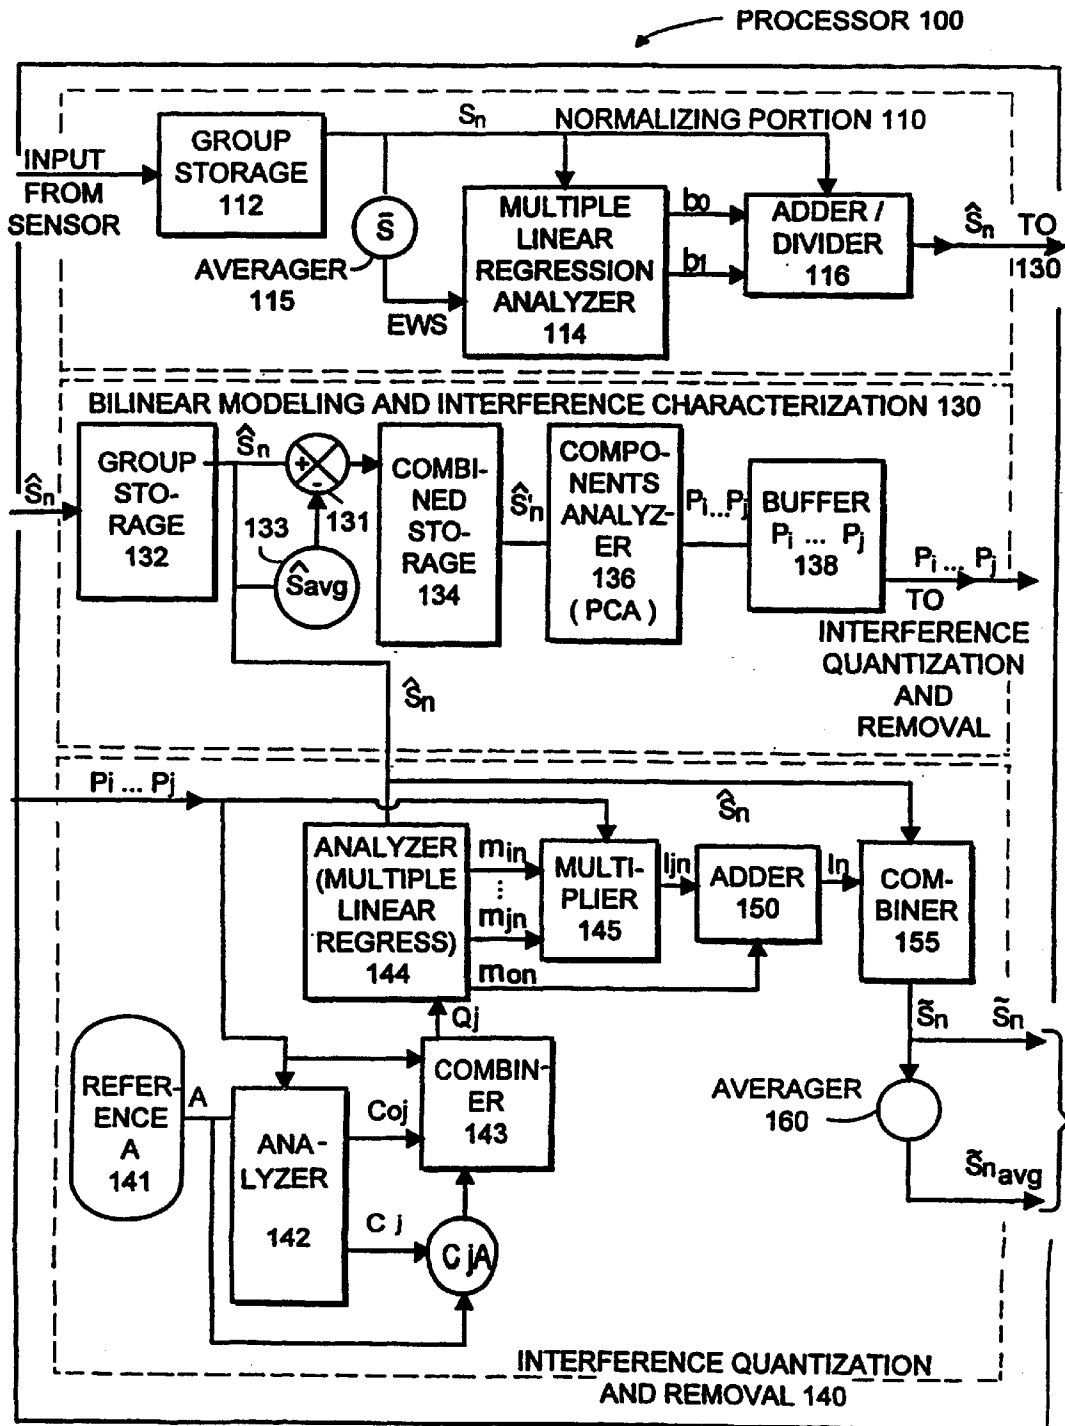 PROCESSOR 100
NORMALIZING PORTION 110
INPUT
FROM
SENSOR
GROUP
STORAGE
112
Sn
S̄
AVERAGER
115
EWS
MULTIPLE
LINEAR
REGRESSION
ANALYZER
114
b0
b1
ADDER /
DIVIDER
116
Ŝn
TO
130
BILINEAR MODELING AND INTERFERENCE CHARACTERIZATION 130
Ŝn
GROUP
STO-
RAGE
132
Ŝn
+
-
131
133
Ŝavg
COMBI-
NED
STO-
RAGE
134
Ŝ'n
COMPO-
NENTS
ANALYZ-
ER
136
( PCA )
Pi...Pj
BUFFER
Pi ... Pj
138
Pi ... Pj
TO
INTERFERENCE
QUANTIZATION
AND
REMOVAL
Ŝn
Pi ... Pj
Ŝn
ANALYZER
(MULTIPLE
LINEAR
REGRESS)
144
min
...
mjn
mon
MULTI-
PLIER
145
Ijn
ADDER
150
In
COM-
BINER
155
S̃n
S̃n
AVERAGER
160
S̃navg
Qj
REFER-
ENCE
A
141
A
ANA-
LYZER
142
Coj
Cj
COMBIN-
ER
143
CjA
INTERFERENCE QUANTIZATION
AND REMOVAL 140